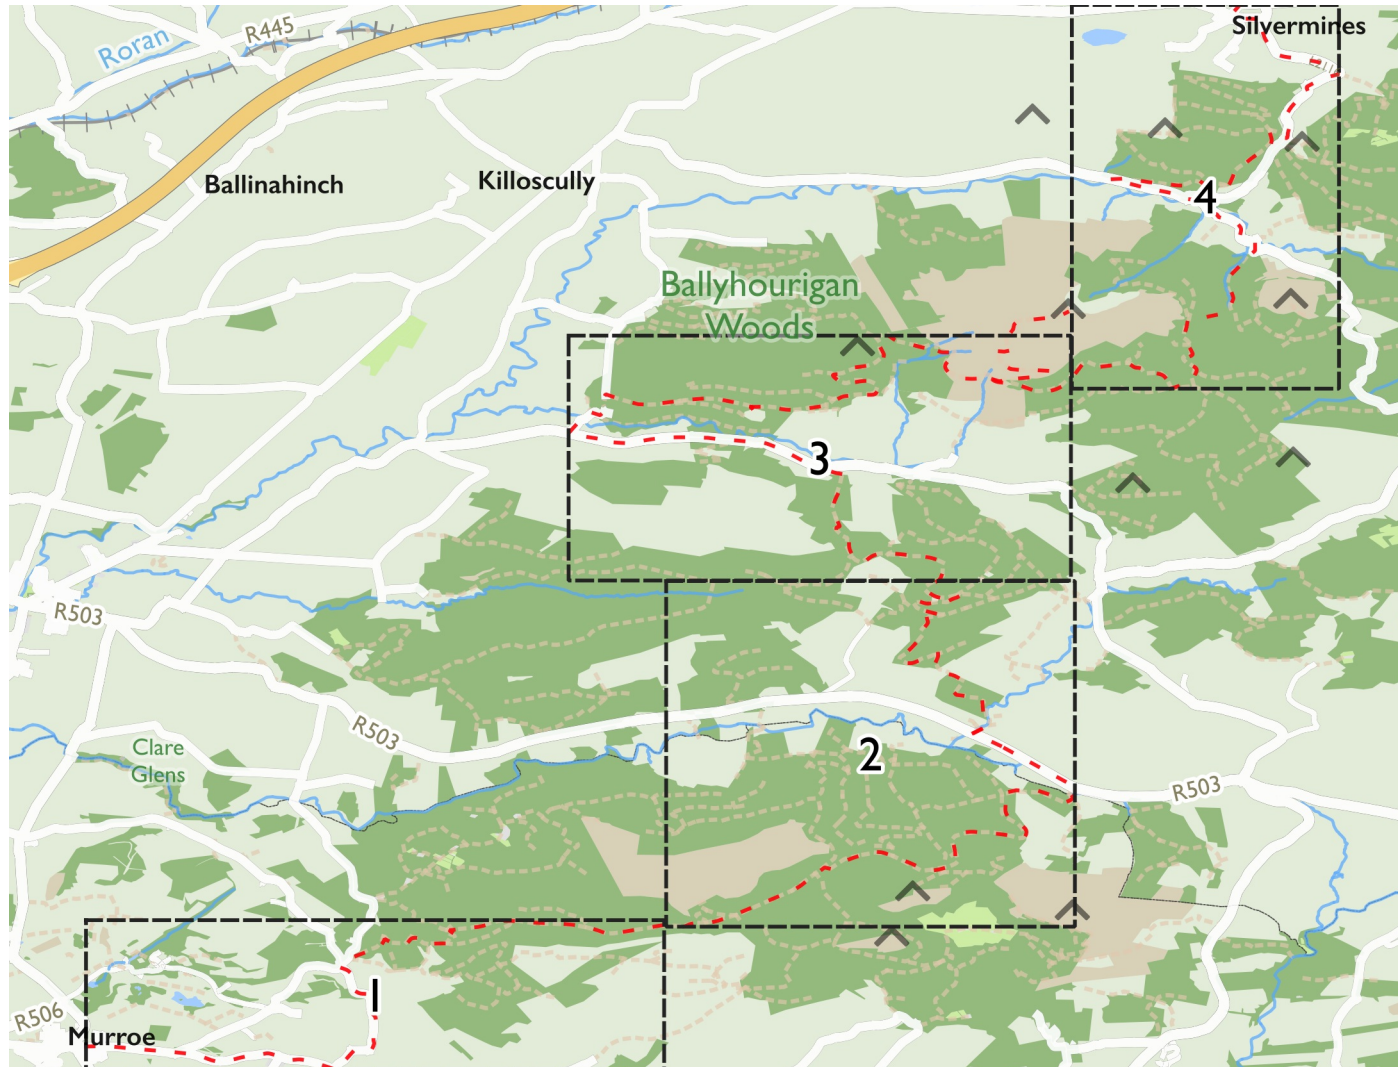 Silvermines
Roran
R445
Ballinahinch
Killoscully
4
Ballyhourigan
Woods
3
R503
R503
Clare
Glens
2
R503
1
R506
Murroe